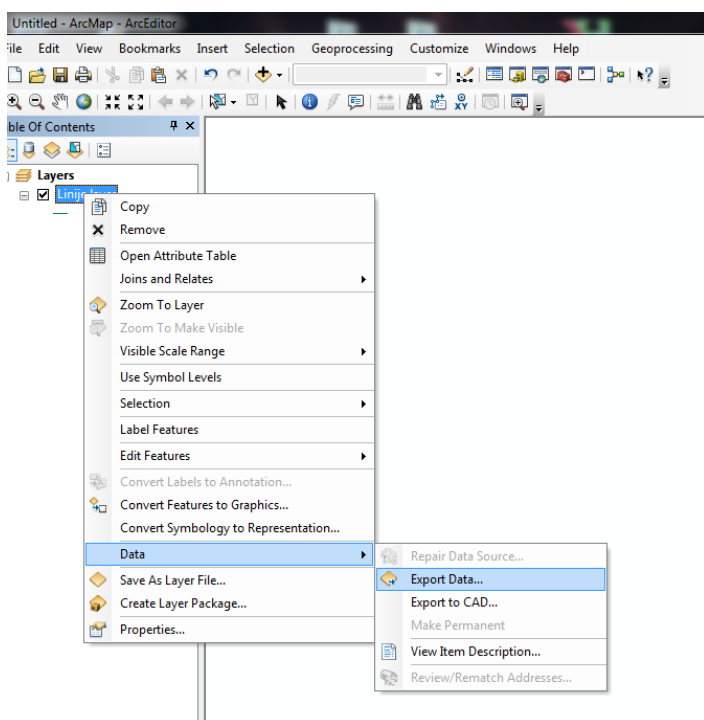 Untitled - ArcMap - ArcEditor
ile Edit View Bookmarks Insert Selection Geoprocessing Customize Windows Help
ble Of Contents
Layers
Linije layer
Copy
Remove
Open Attribute Table
Joins and Relates
Zoom To Layer
Zoom To Make Visible
Visible Scale Range
Use Symbol Levels
Selection
Label Features
Edit Features
Convert Labels to Annotation...
Convert Features to Graphics...
Convert Symbology to Representation...
Data
Repair Data Source...
Save As Layer File...
Export Data...
Create Layer Package...
Export to CAD...
Properties...
Make Permanent
View Item Description...
Review/Rematch Addresses...